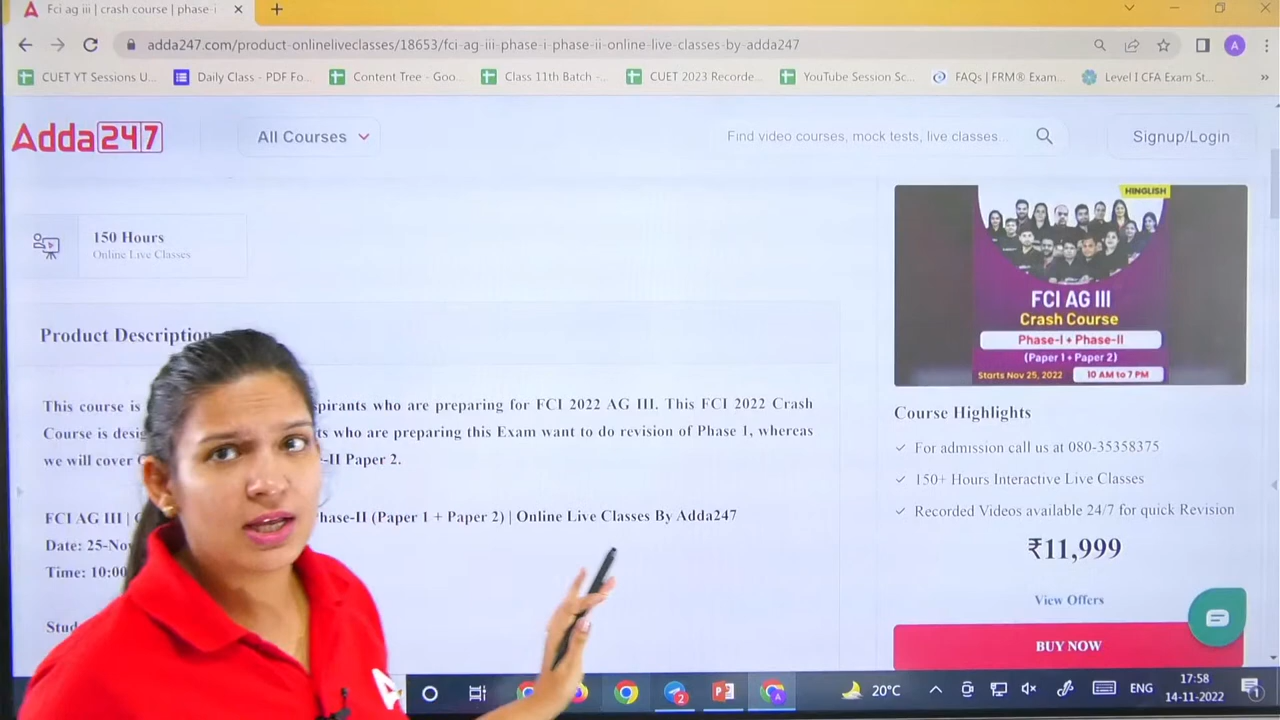 Fci ag iii | crash course | phase-i
adda247.com/product-onlineliveclasses/18653/fci-ag-iii-phase-i-phase-ii-online-live-classes-by-adda247
A
CUET YT Sessions U...
Daily Class - PDF Fo...
Content Tree - Goo...
Class 11th Batch -...
CUET 2023 Recorde...
YouTube Session Sc...
FAQs | FRM® Exam...
Level I CFA Exam St...
»
Adda247
All Courses
Find video courses, mock tests, live classes...
Signup/Login
150 Hours
Online Live Classes
Product Description
This course is
spirants who are preparing for FCI 2022 AG III. This FCI 2022 Crash
Course is desig
ts who are preparing this Exam want to do revision of Phase 1, whereas
we will cover
-II Paper 2.
FCI AG III |
hase-II (Paper 1 + Paper 2) | Online Live Classes By Adda247
Date: 25-Nov
Time: 10:00
Stud
HINGLISH
FCI AG III
Crash Course
Phase-I + Phase-II
(Paper 1 + Paper 2)
Starts Nov 25, 2022
10 AM to 7 PM
Course Highlights
For admission call us at 080-35358375
150+ Hours Interactive Live Classes
Recorded Videos available 24/7 for quick Revision
₹11,999
View Offers
BUY NOW
2
A
20°C
ENG
17:58
14-11-2022
1